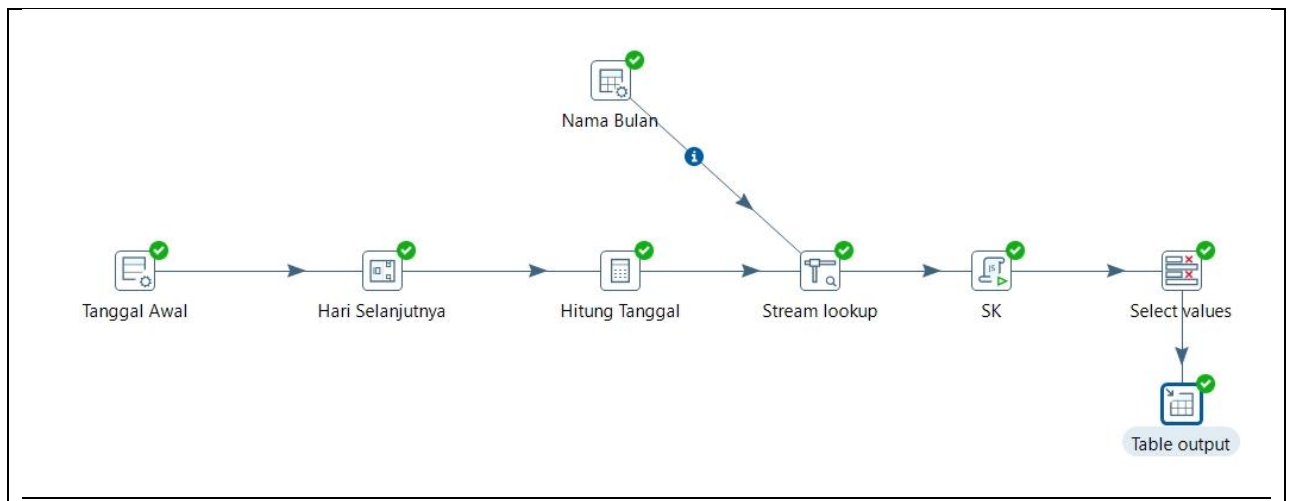 Nama Bulan
Tanggal Awal
Hari Selanjutnya
Hitung Tanggal
Stream lookup
SK
Select values
Table output